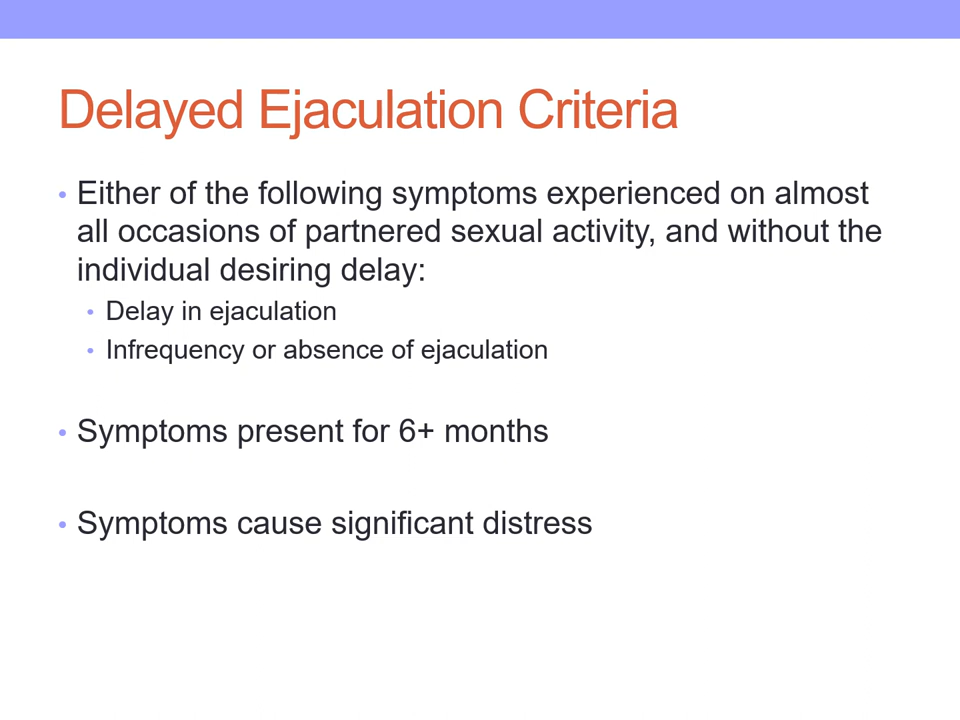 Delayed Ejaculation Criteria
• Either of the following symptoms experienced on almost
all occasions of partnered sexual activity, and without the
individual desiring delay:
• Delay in ejaculation
• Infrequency or absence of ejaculation
• Symptoms present for 6+ months
• Symptoms cause significant distress